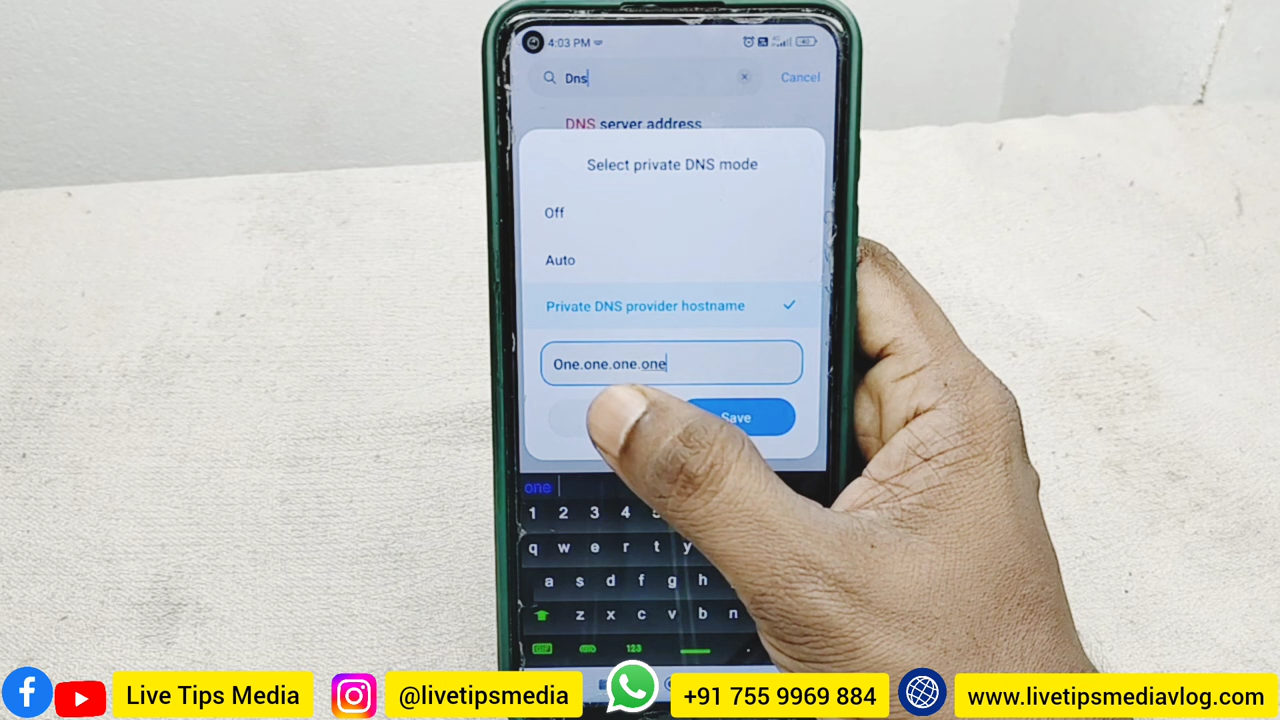 4:03 PM
Dns
Cancel
DNS server address
Select private DNS mode
Off
Auto
Private DNS provider hostname
One.one.one.one
Save
one
1 2 3 4 5
q w e r t y
a s d f g h
z x c v b n
123
Live Tips Media
@livetipsmedia
+91 755 9969 884
www.livetipsmediavlog.com